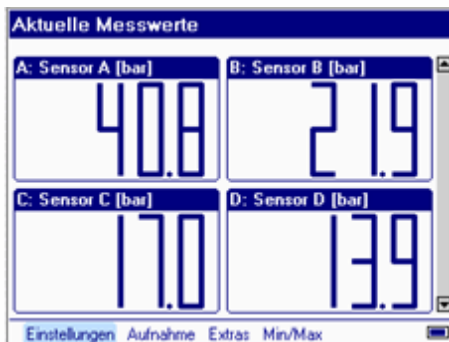 Aktuelle Messwerte
A: Sensor A [bar] B: Sensor B [bar]
40.8 21.9
C: Sensor C [bar] D: Sensor D [bar]
17.0 13.9
Einstellungen Aufnahme Extras Min/Max